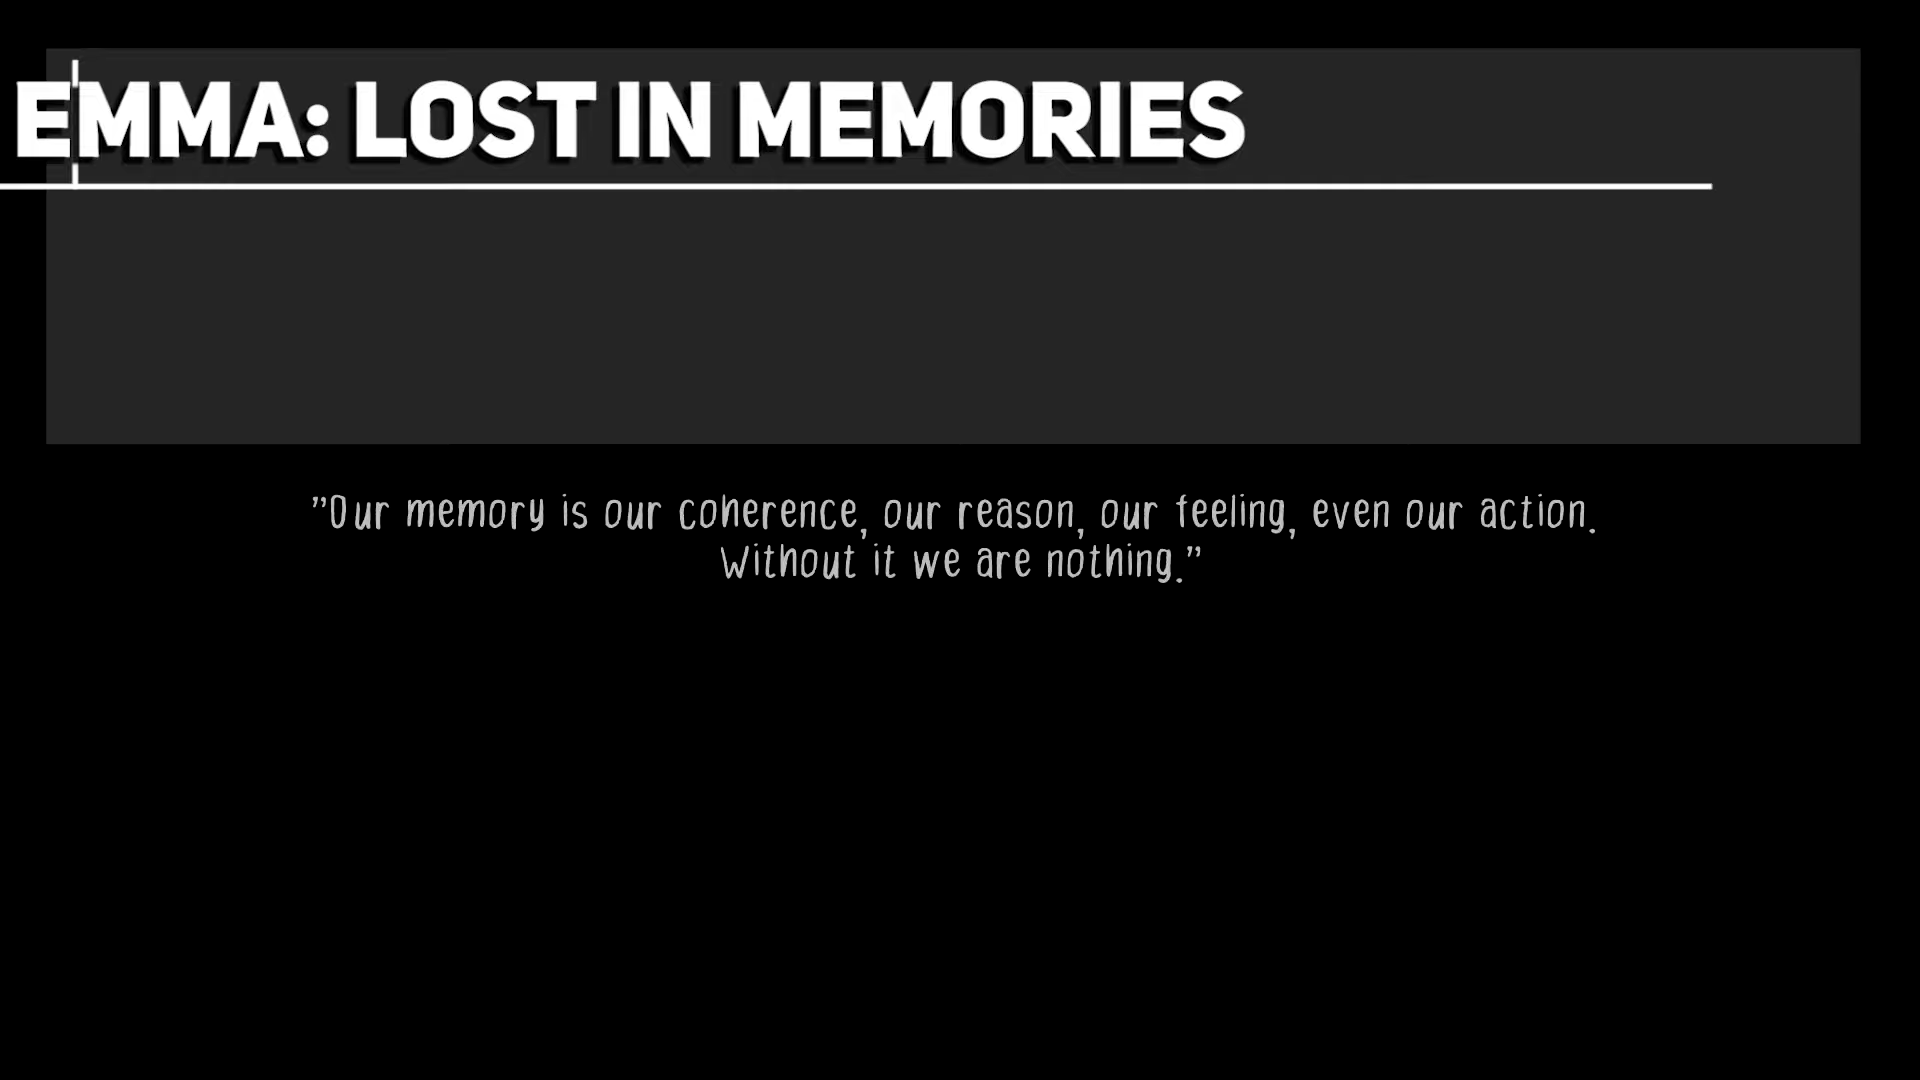 EMMA: LOST IN MEMORIES
”Our memory is our coherence, our reason, our feeling, even our action.
Without it we are nothing.”